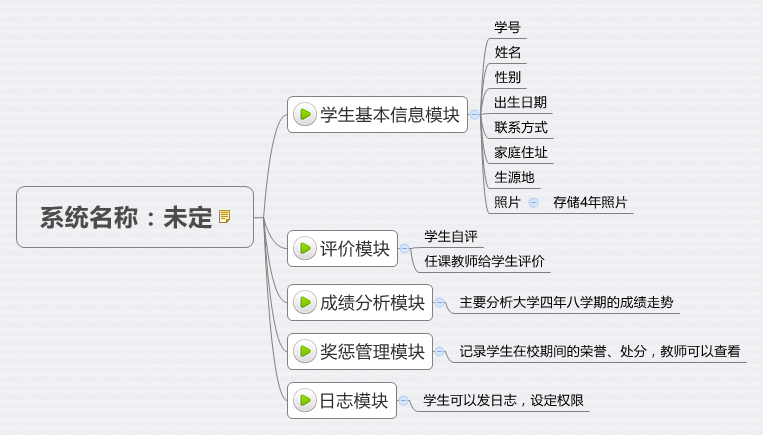 系统名称：未定
学生基本信息模块
学号
姓名
性别
出生日期
联系方式
家庭住址
生源地
照片
存储4年照片
评价模块
学生自评
任课教师给学生评价
成绩分析模块
主要分析大学四年八学期的成绩走势
奖惩管理模块
记录学生在校期间的荣誉、处分，教师可以查看
日志模块
学生可以发日志，设定权限